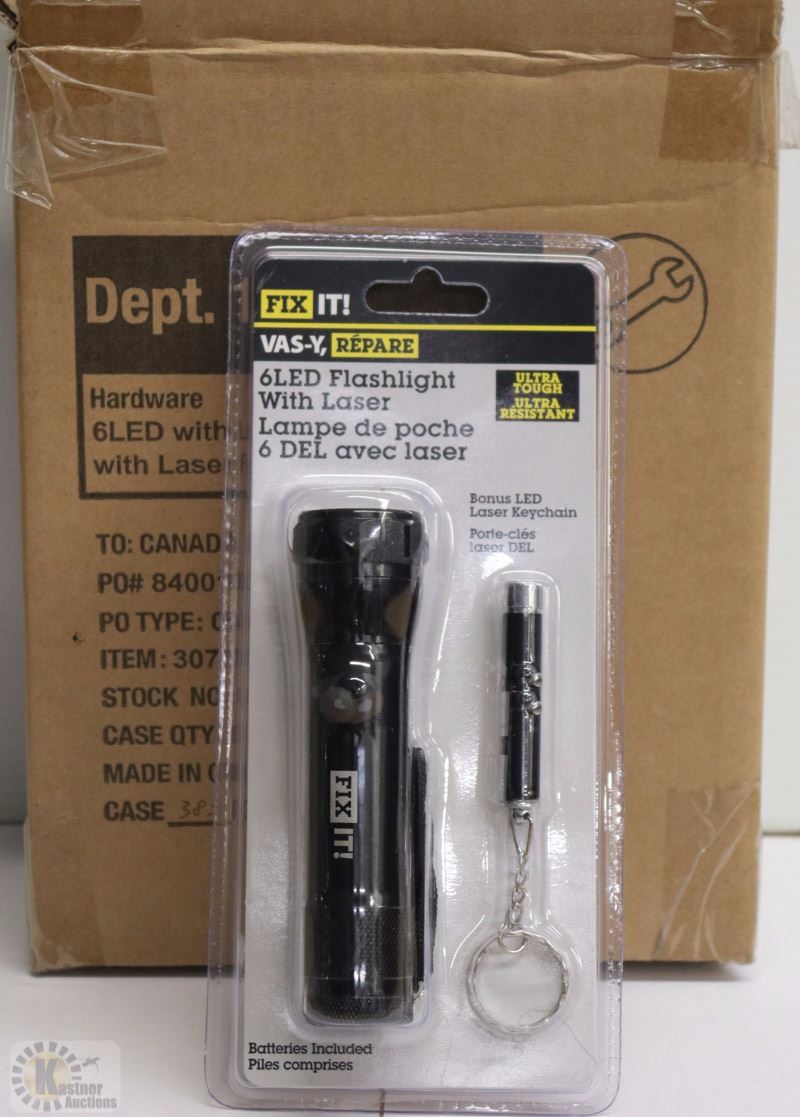 Dept.
Hardware
6LED with
with Laser
TO: CANADA
PO# 8400
PO TYPE:
ITEM: 307
STOCK NO
CASE QTY
MADE IN
CASE 382
FIX IT!
VAS-Y, RÉPARE
6LED Flashlight
With Laser
Lampe de poche
6 DEL avec laser
ULTRA
TOUGH
ULTRA
RESISTANT
Bonus LED
Laser Keychain
Porte-clés
laser DEL
FIX IT!
Batteries Included
Piles comprises
Kastner
Auctions